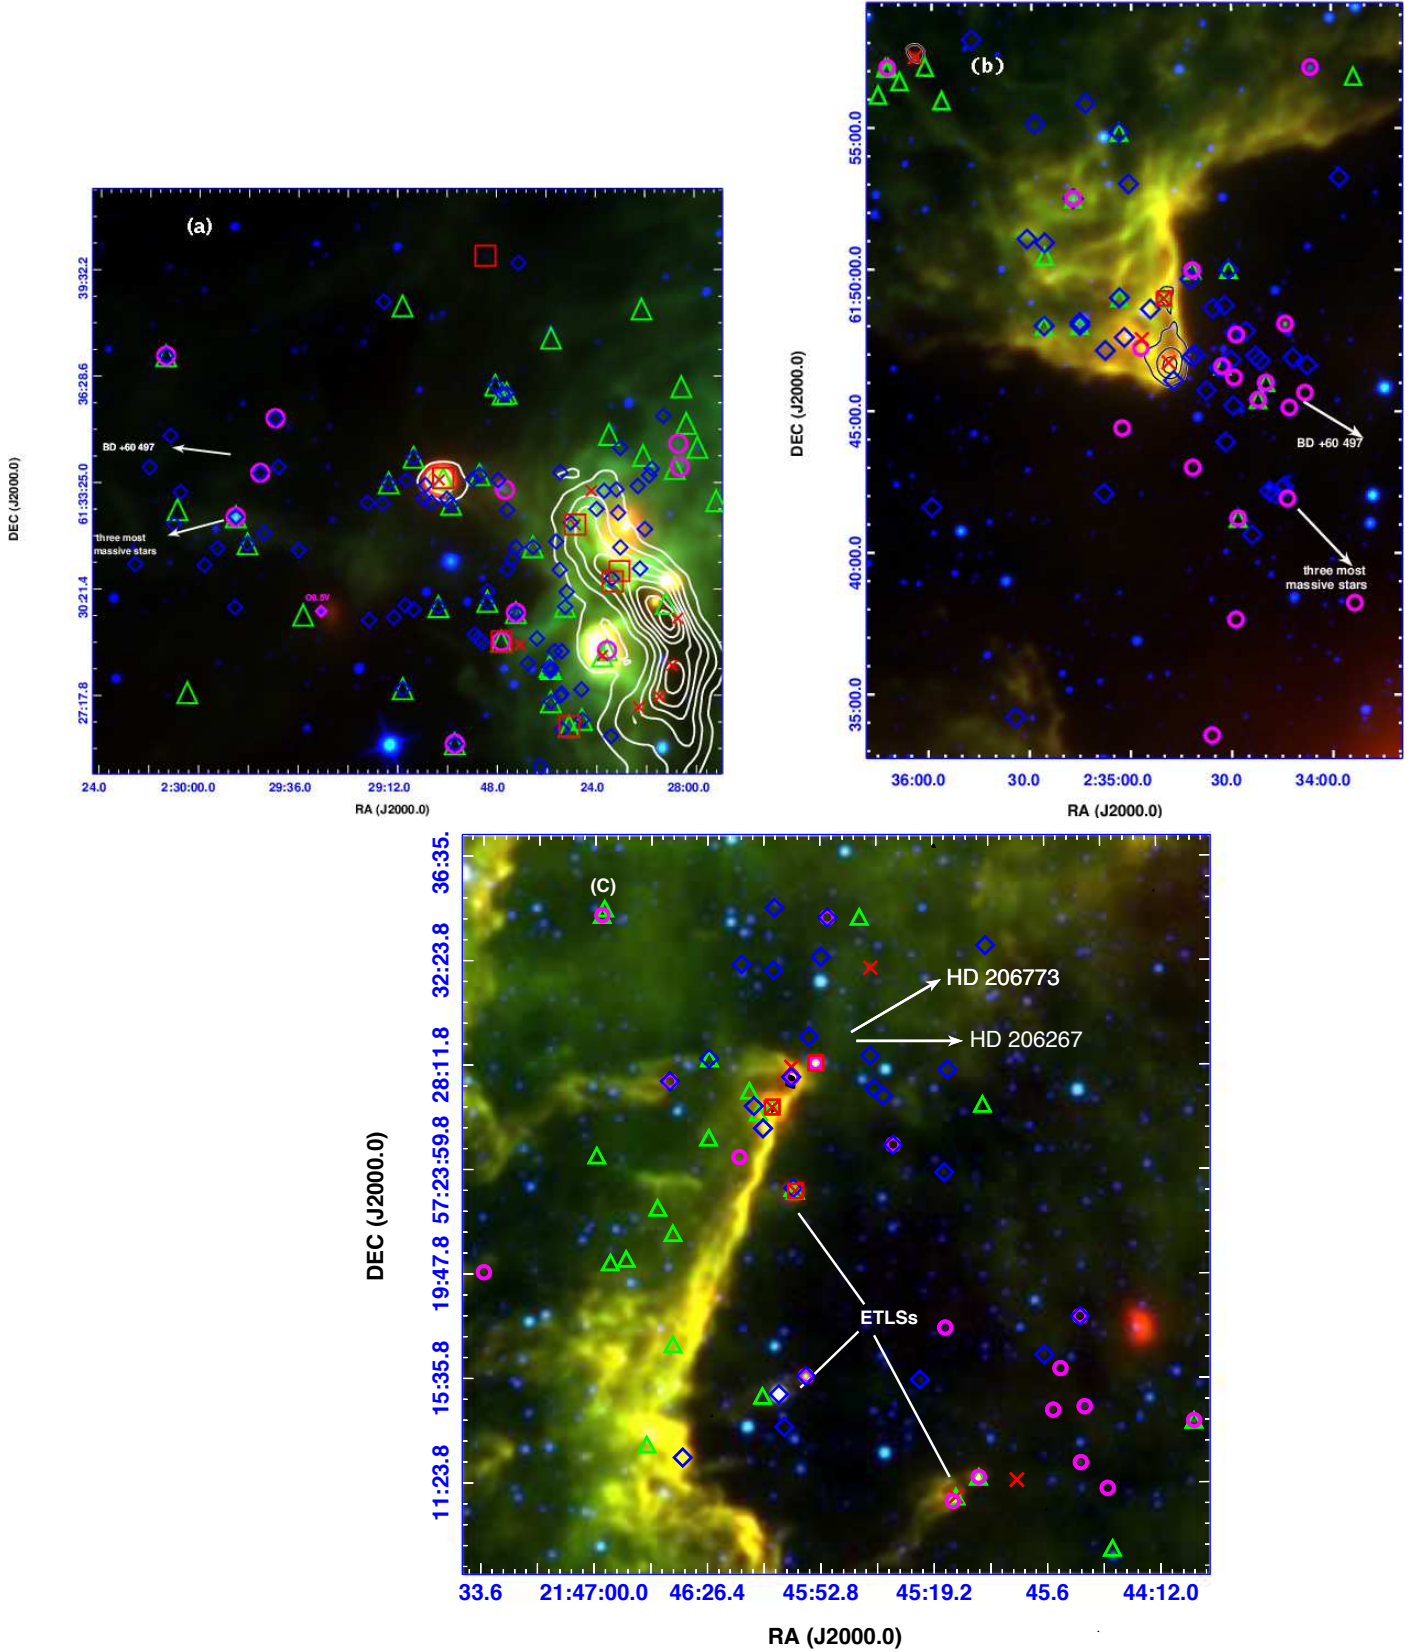 (a)
39:32.2
36:28.6
61:33:25.0
30:21.4
27:17.8
DEC (J2000.0)
BD +60 497
three most
massive stars
O9.5V
24.0 2:30:00.0 29:36.0 29:12.0 48.0 24.0 28:00.0
RA (J2000.0)
(b)
55:00.0
61:50:00.0
45:00.0
40:00.0
35:00.0
DEC (J2000.0)
BD +60 497
three most
massive stars
36:00.0 30.0 2:35:00.0 30.0 34:00.0
RA (J2000.0)
(C)
36:35.
32:23.8
28:11.8
57:23:59.8
19:47.8
15:35.8
11:23.8
DEC (J2000.0)
HD 206773
HD 206267
ETLSs
33.6 21:47:00.0 46:26.4 45:52.8 45:19.2 45.6 44:12.0
RA (J2000.0)